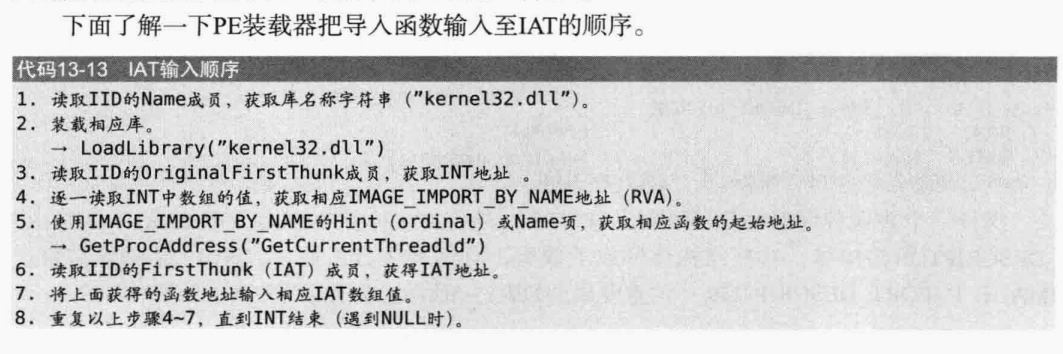 下面了解一下PE装载器把导入函数输入至IAT的顺序。
代码13-13 IAT输入顺序
1. 读取IID的Name成员，获取库名称字符串（"kernel32.dll"）。
2. 装载相应库。
→ LoadLibrary("kernel32.dll")
3. 读取IID的OriginalFirstThunk成员，获取INT地址 。
4. 逐一读取INT中数组的值，获取相应IMAGE_IMPORT_BY_NAME地址（RVA）。
5. 使用IMAGE_IMPORT_BY_NAME的Hint（ordinal）或Name项，获取相应函数的起始地址。
→ GetProcAddress("GetCurrentThreadld")
6. 读取IID的FirstThunk（IAT）成员，获得IAT地址。
7. 将上面获得的函数地址输入相应IAT数组值。
8. 重复以上步骤4~7，直到INT结束（遇到NULL时）。